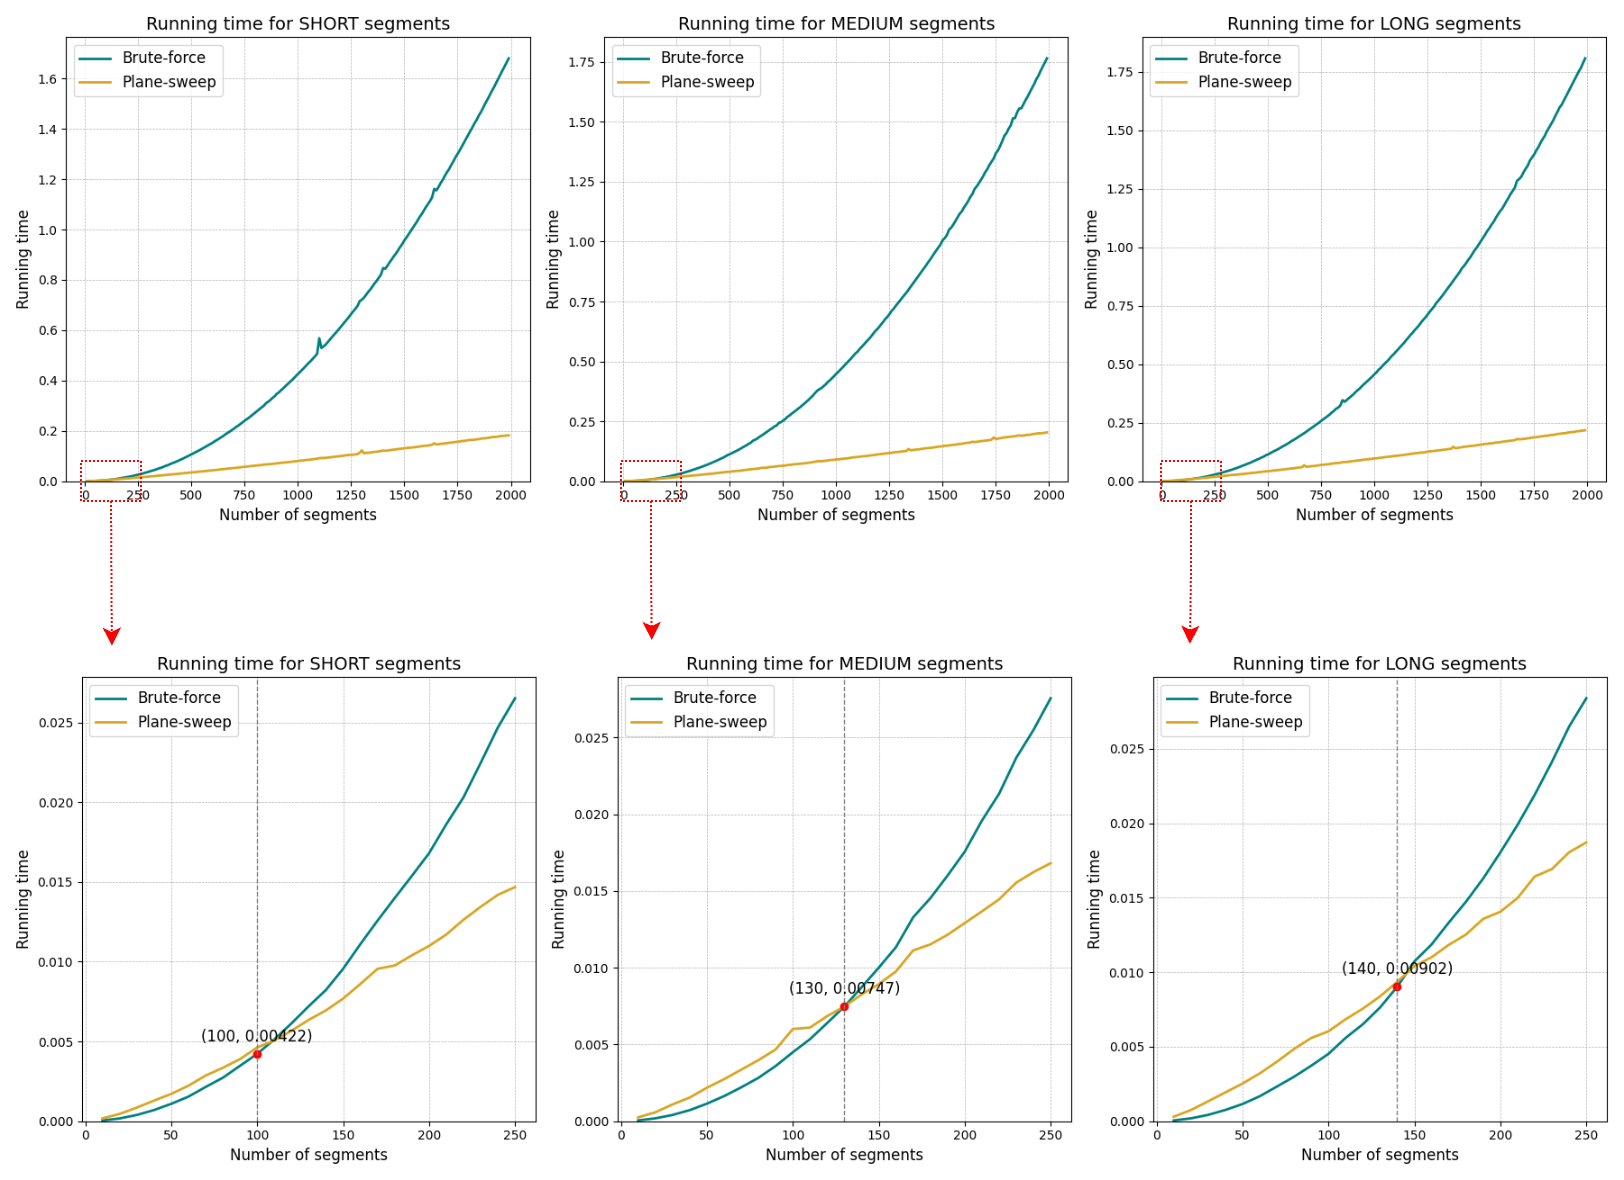 Running time for SHORT segments
Brute-force
Plane-sweep
Running time
1.6
1.4
1.2
1.0
0.8
0.6
0.4
0.2
0.0
0 250 500 750 1000 1250 1500 1750 2000
Number of segments
Running time for MEDIUM segments
Brute-force
Plane-sweep
Running time
1.75
1.50
1.25
1.00
0.75
0.50
0.25
0.00
0 250 500 750 1000 1250 1500 1750 2000
Number of segments
Running time for LONG segments
Brute-force
Plane-sweep
Running time
1.75
1.50
1.25
1.00
0.75
0.50
0.25
0.00
0 250 500 750 1000 1250 1500 1750 2000
Number of segments
Running time for SHORT segments
Brute-force
Plane-sweep
Running time
0.025
0.020
0.015
0.010
0.005
0.000
(100, 0.00422)
0 50 100 150 200 250
Number of segments
Running time for MEDIUM segments
Brute-force
Plane-sweep
Running time
0.025
0.020
0.015
0.010
0.005
0.000
(130, 0.00747)
0 50 100 150 200 250
Number of segments
Running time for LONG segments
Brute-force
Plane-sweep
Running time
0.025
0.020
0.015
0.010
0.005
0.000
(140, 0.00902)
0 50 100 150 200 250
Number of segments